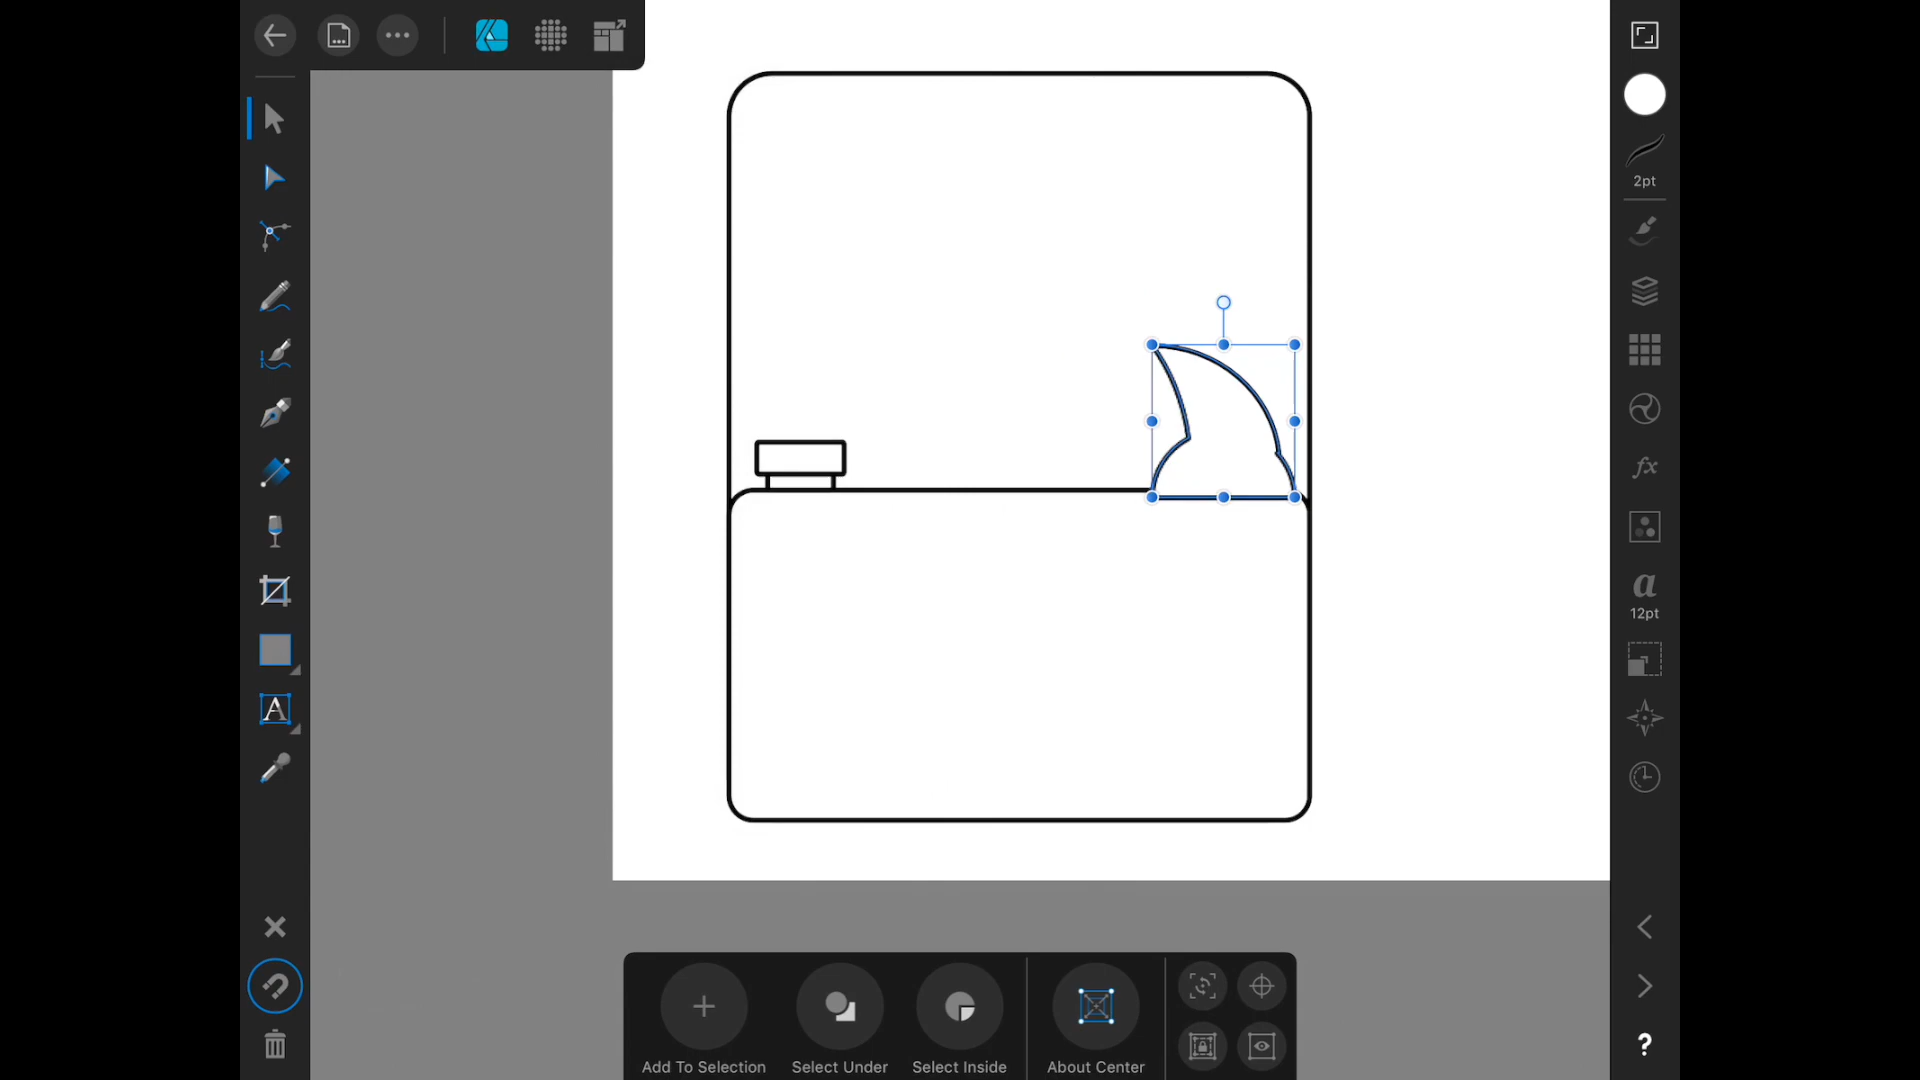 2pt
12pt
?
Add To Selection
Select Under
Select Inside
About Center